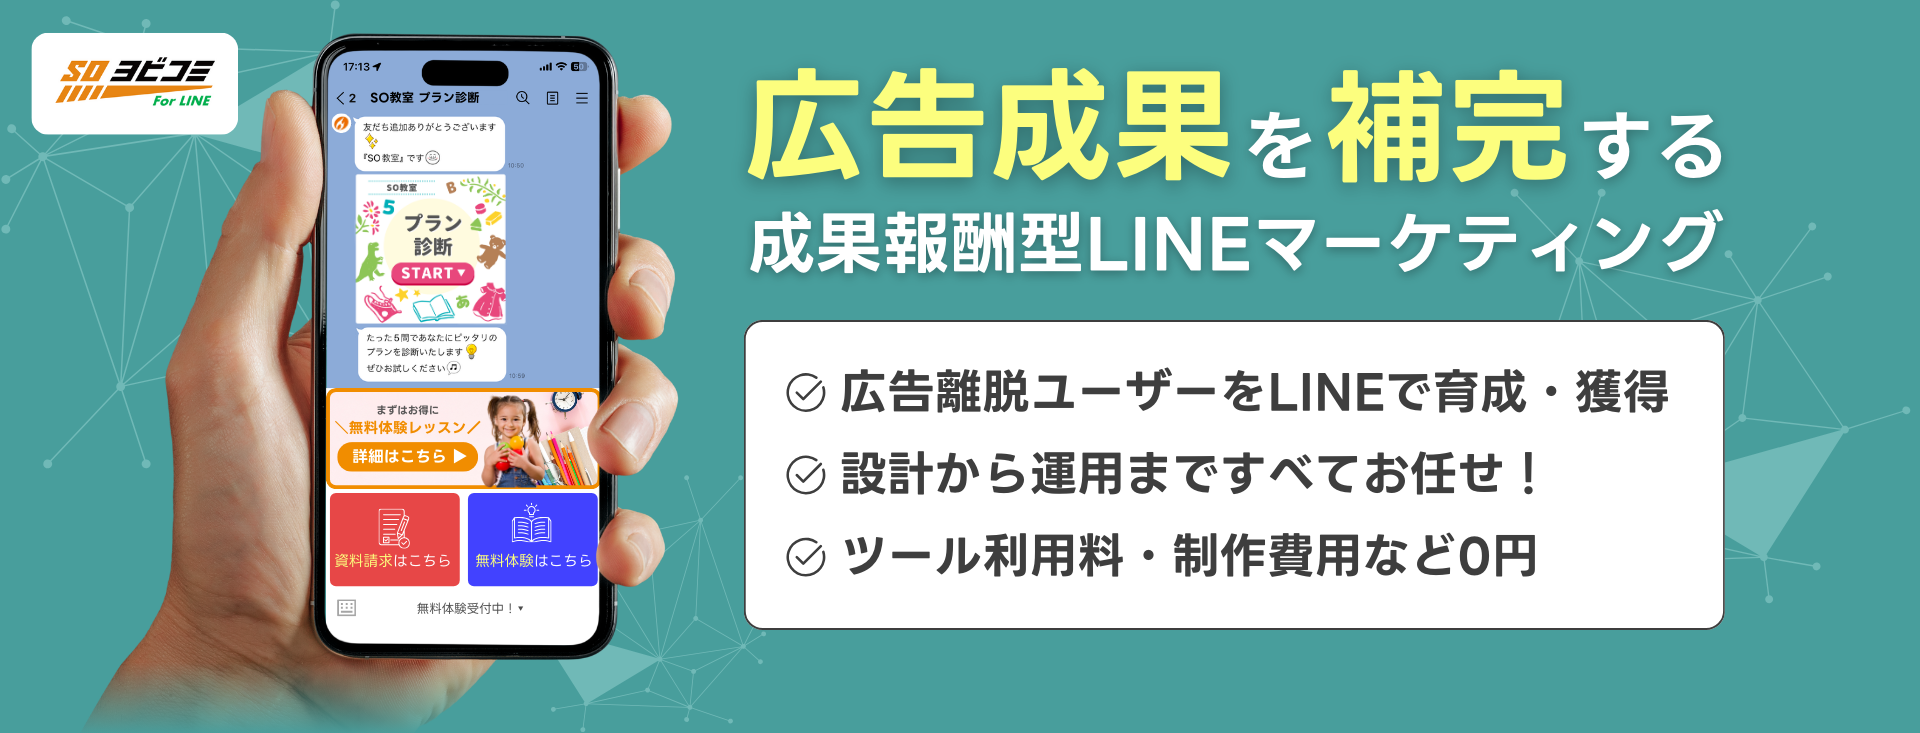 SO ヨビコミ
For LINE
17:13
50
2 SO教室 プラン診断
友だち追加ありがとうございます
『SO教室』です
10:50
SO教室
B
5
プラン
診断
START▼
あ
たった5問であなたにピッタリの
プランを診断いたします
ぜひお試しください
10:59
まずはお得に
＼無料体験レッスン／
詳細はこちら ▶
資料請求はこちら
無料体験はこちら
無料体験受付中！▼
広告成果を補完する
成果報酬型LINEマーケティング
広告離脱ユーザーをLINEで育成・獲得
設計から運用まですべてお任せ！
ツール利用料・制作費用など0円